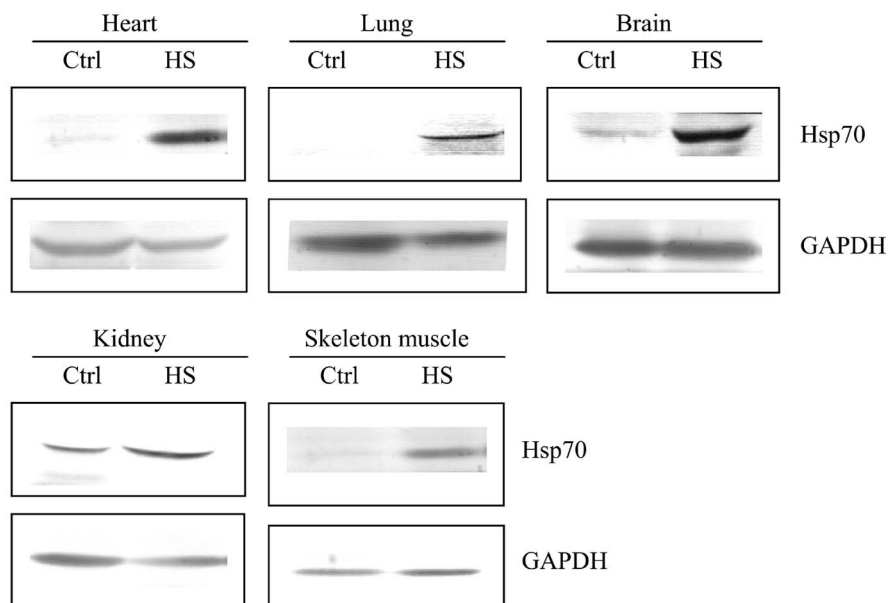 Heart Lung Brain
Ctrl HS Ctrl HS Ctrl HS
Hsp70
GAPDH
Kidney Skeleton muscle
Ctrl HS Ctrl HS
Hsp70
GAPDH